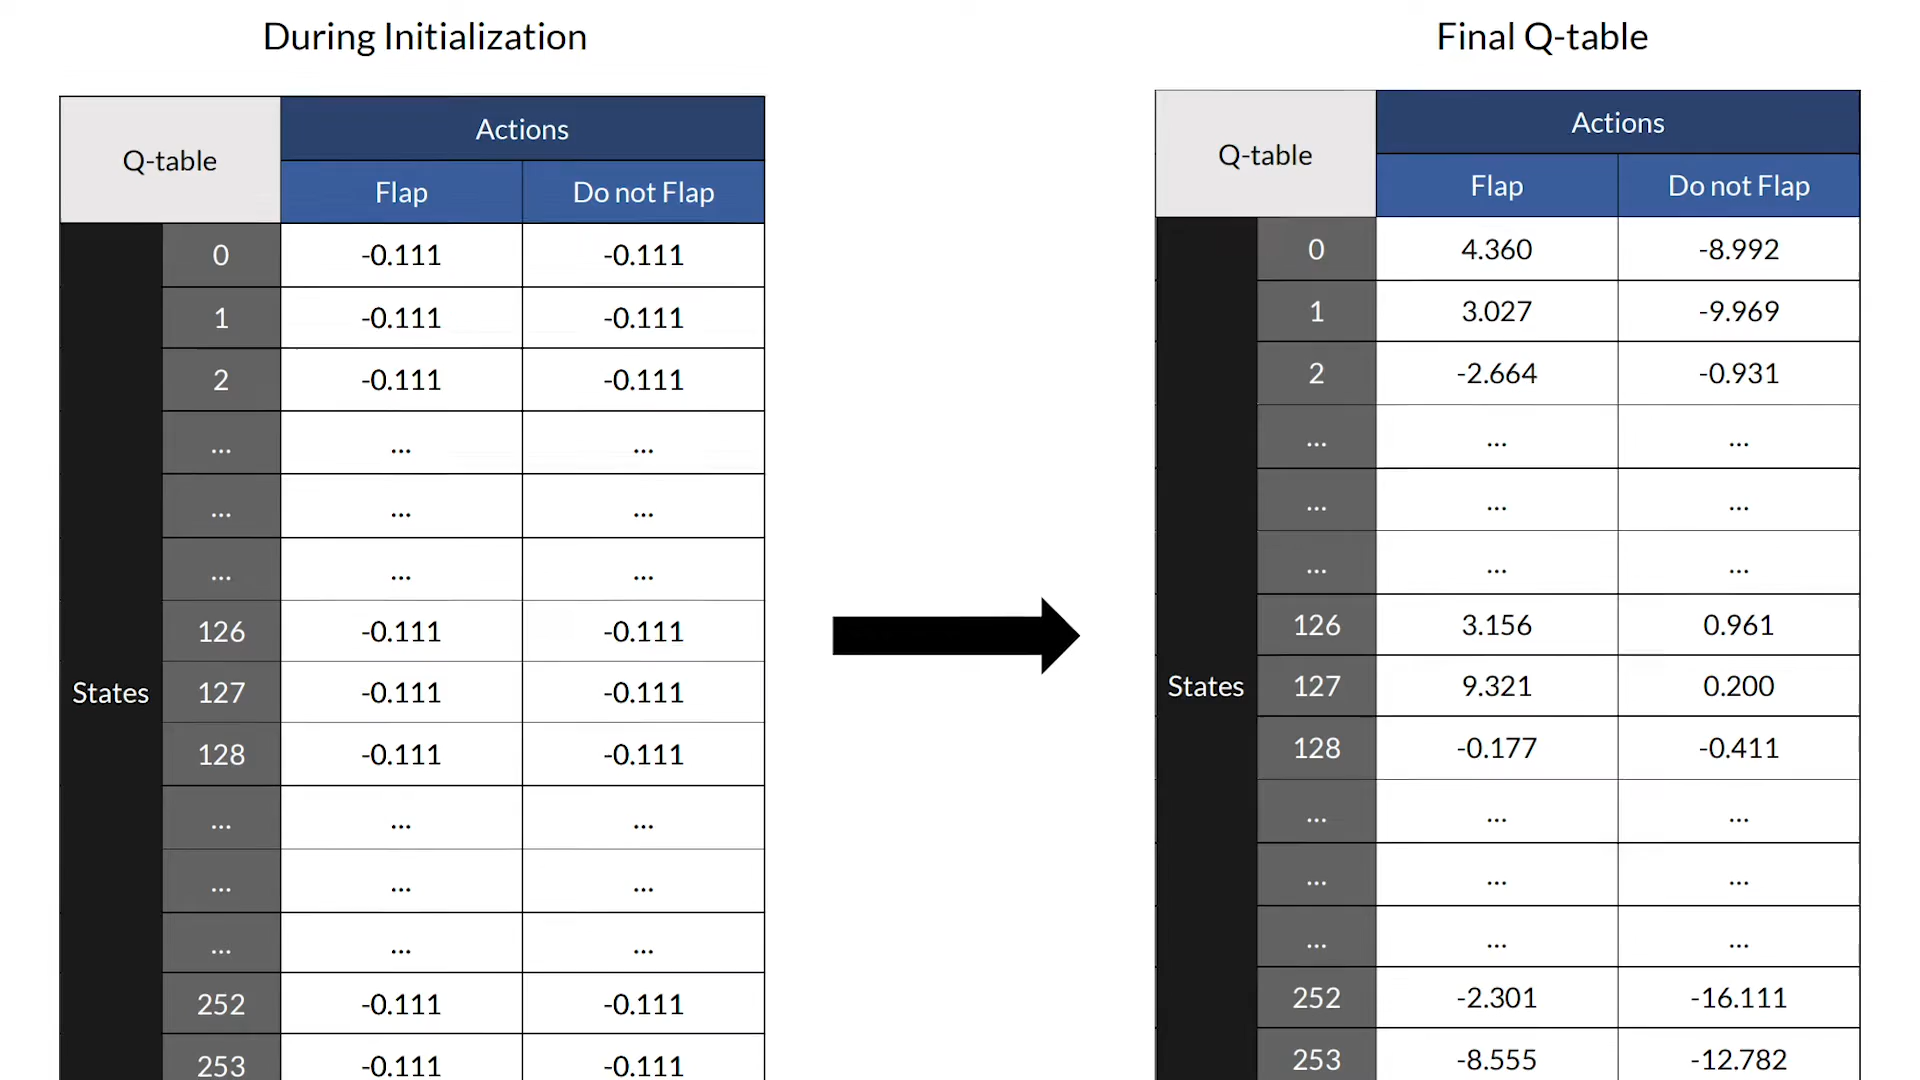 During Initialization
Q-table
Actions
Flap Do not Flap
States
0 -0.111 -0.111
1 -0.111 -0.111
2 -0.111 -0.111
... ... ...
... ... ...
... ... ...
126 -0.111 -0.111
127 -0.111 -0.111
128 -0.111 -0.111
... ... ...
... ... ...
... ... ...
252 -0.111 -0.111
253 -0.111 -0.111
Final Q-table
Q-table
Actions
Flap Do not Flap
States
0 4.360 -8.992
1 3.027 -9.969
2 -2.664 -0.931
... ... ...
... ... ...
... ... ...
126 3.156 0.961
127 9.321 0.200
128 -0.177 -0.411
... ... ...
... ... ...
... ... ...
252 -2.301 -16.111
253 -8.555 -12.782